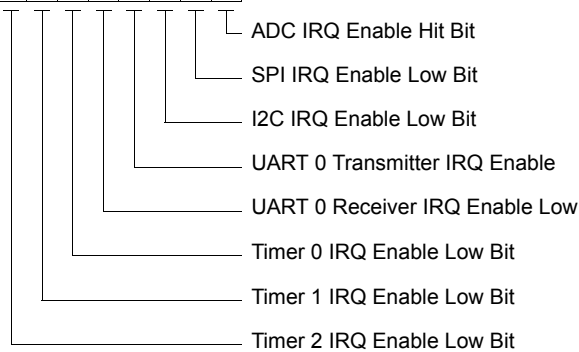 ADC IRQ Enable Hit Bit
SPI IRQ Enable Low Bit
I2C IRQ Enable Low Bit
UART 0 Transmitter IRQ Enable
UART 0 Receiver IRQ Enable Low
Timer 0 IRQ Enable Low Bit
Timer 1 IRQ Enable Low Bit
Timer 2 IRQ Enable Low Bit